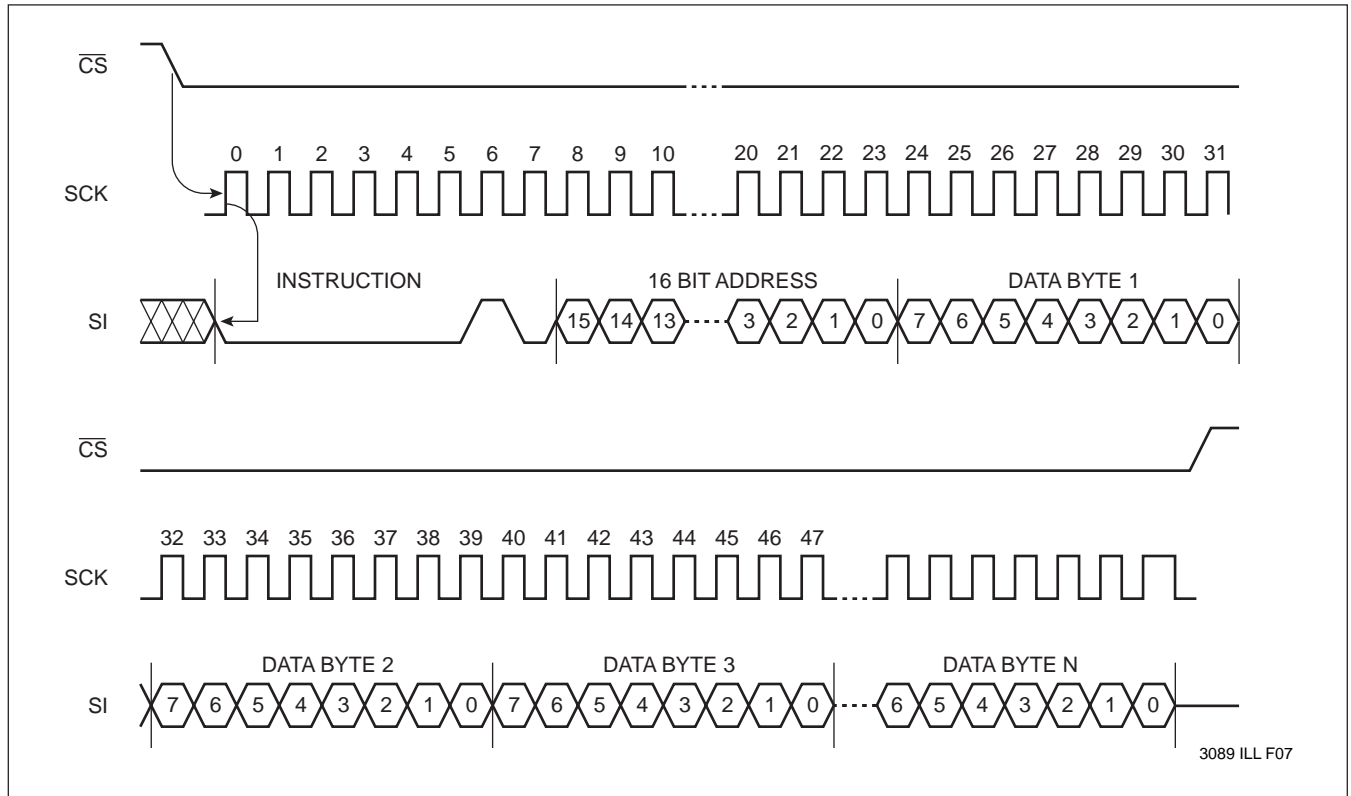 CS
0 1 2 3 4 5 6 7 8 9 10 20 21 22 23 24 25 26 27 28 29 30 31
SCK
INSTRUCTION 16 BIT ADDRESS DATA BYTE 1
SI 15 14 13 3 2 1 0 7 6 5 4 3 2 1 0
CS
32 33 34 35 36 37 38 39 40 41 42 43 44 45 46 47
SCK
DATA BYTE 2 DATA BYTE 3 DATA BYTE N
SI 7 6 5 4 3 2 1 0 7 6 5 4 3 2 1 0 6 5 4 3 2 1 0
3089 ILL F07